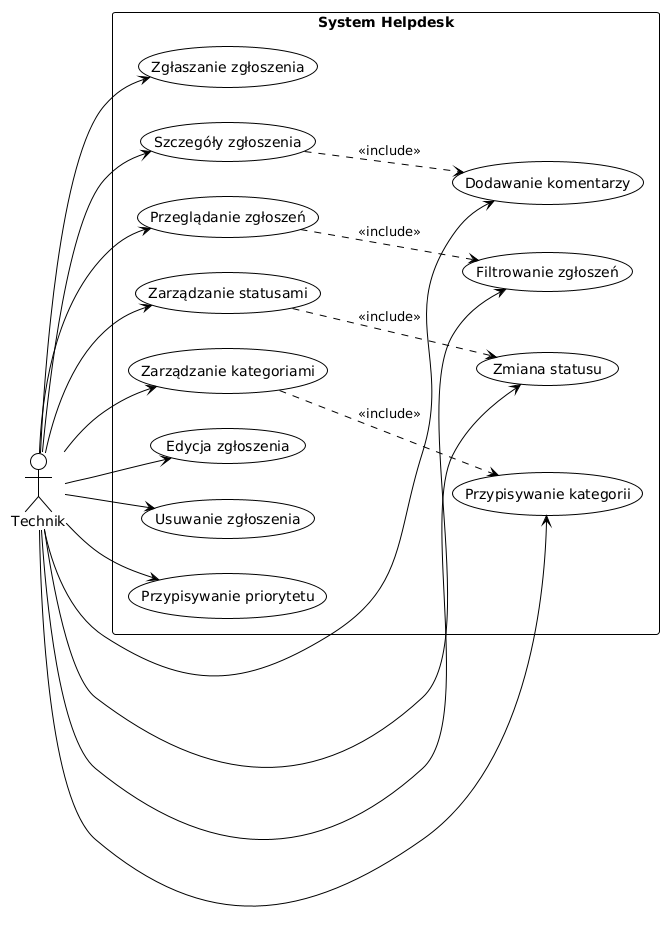 System Helpdesk
Zgłaszanie zgłoszenia
Szczegóły zgłoszenia
«include»
Dodawanie komentarzy
Przeglądanie zgłoszeń
«include»
Filtrowanie zgłoszeń
Zarządzanie statusami
«include»
Zmiana statusu
Zarządzanie kategoriami
«include»
Edycja zgłoszenia
Przypisywanie kategorii
Usuwanie zgłoszenia
Technik
Przypisywanie priorytetu